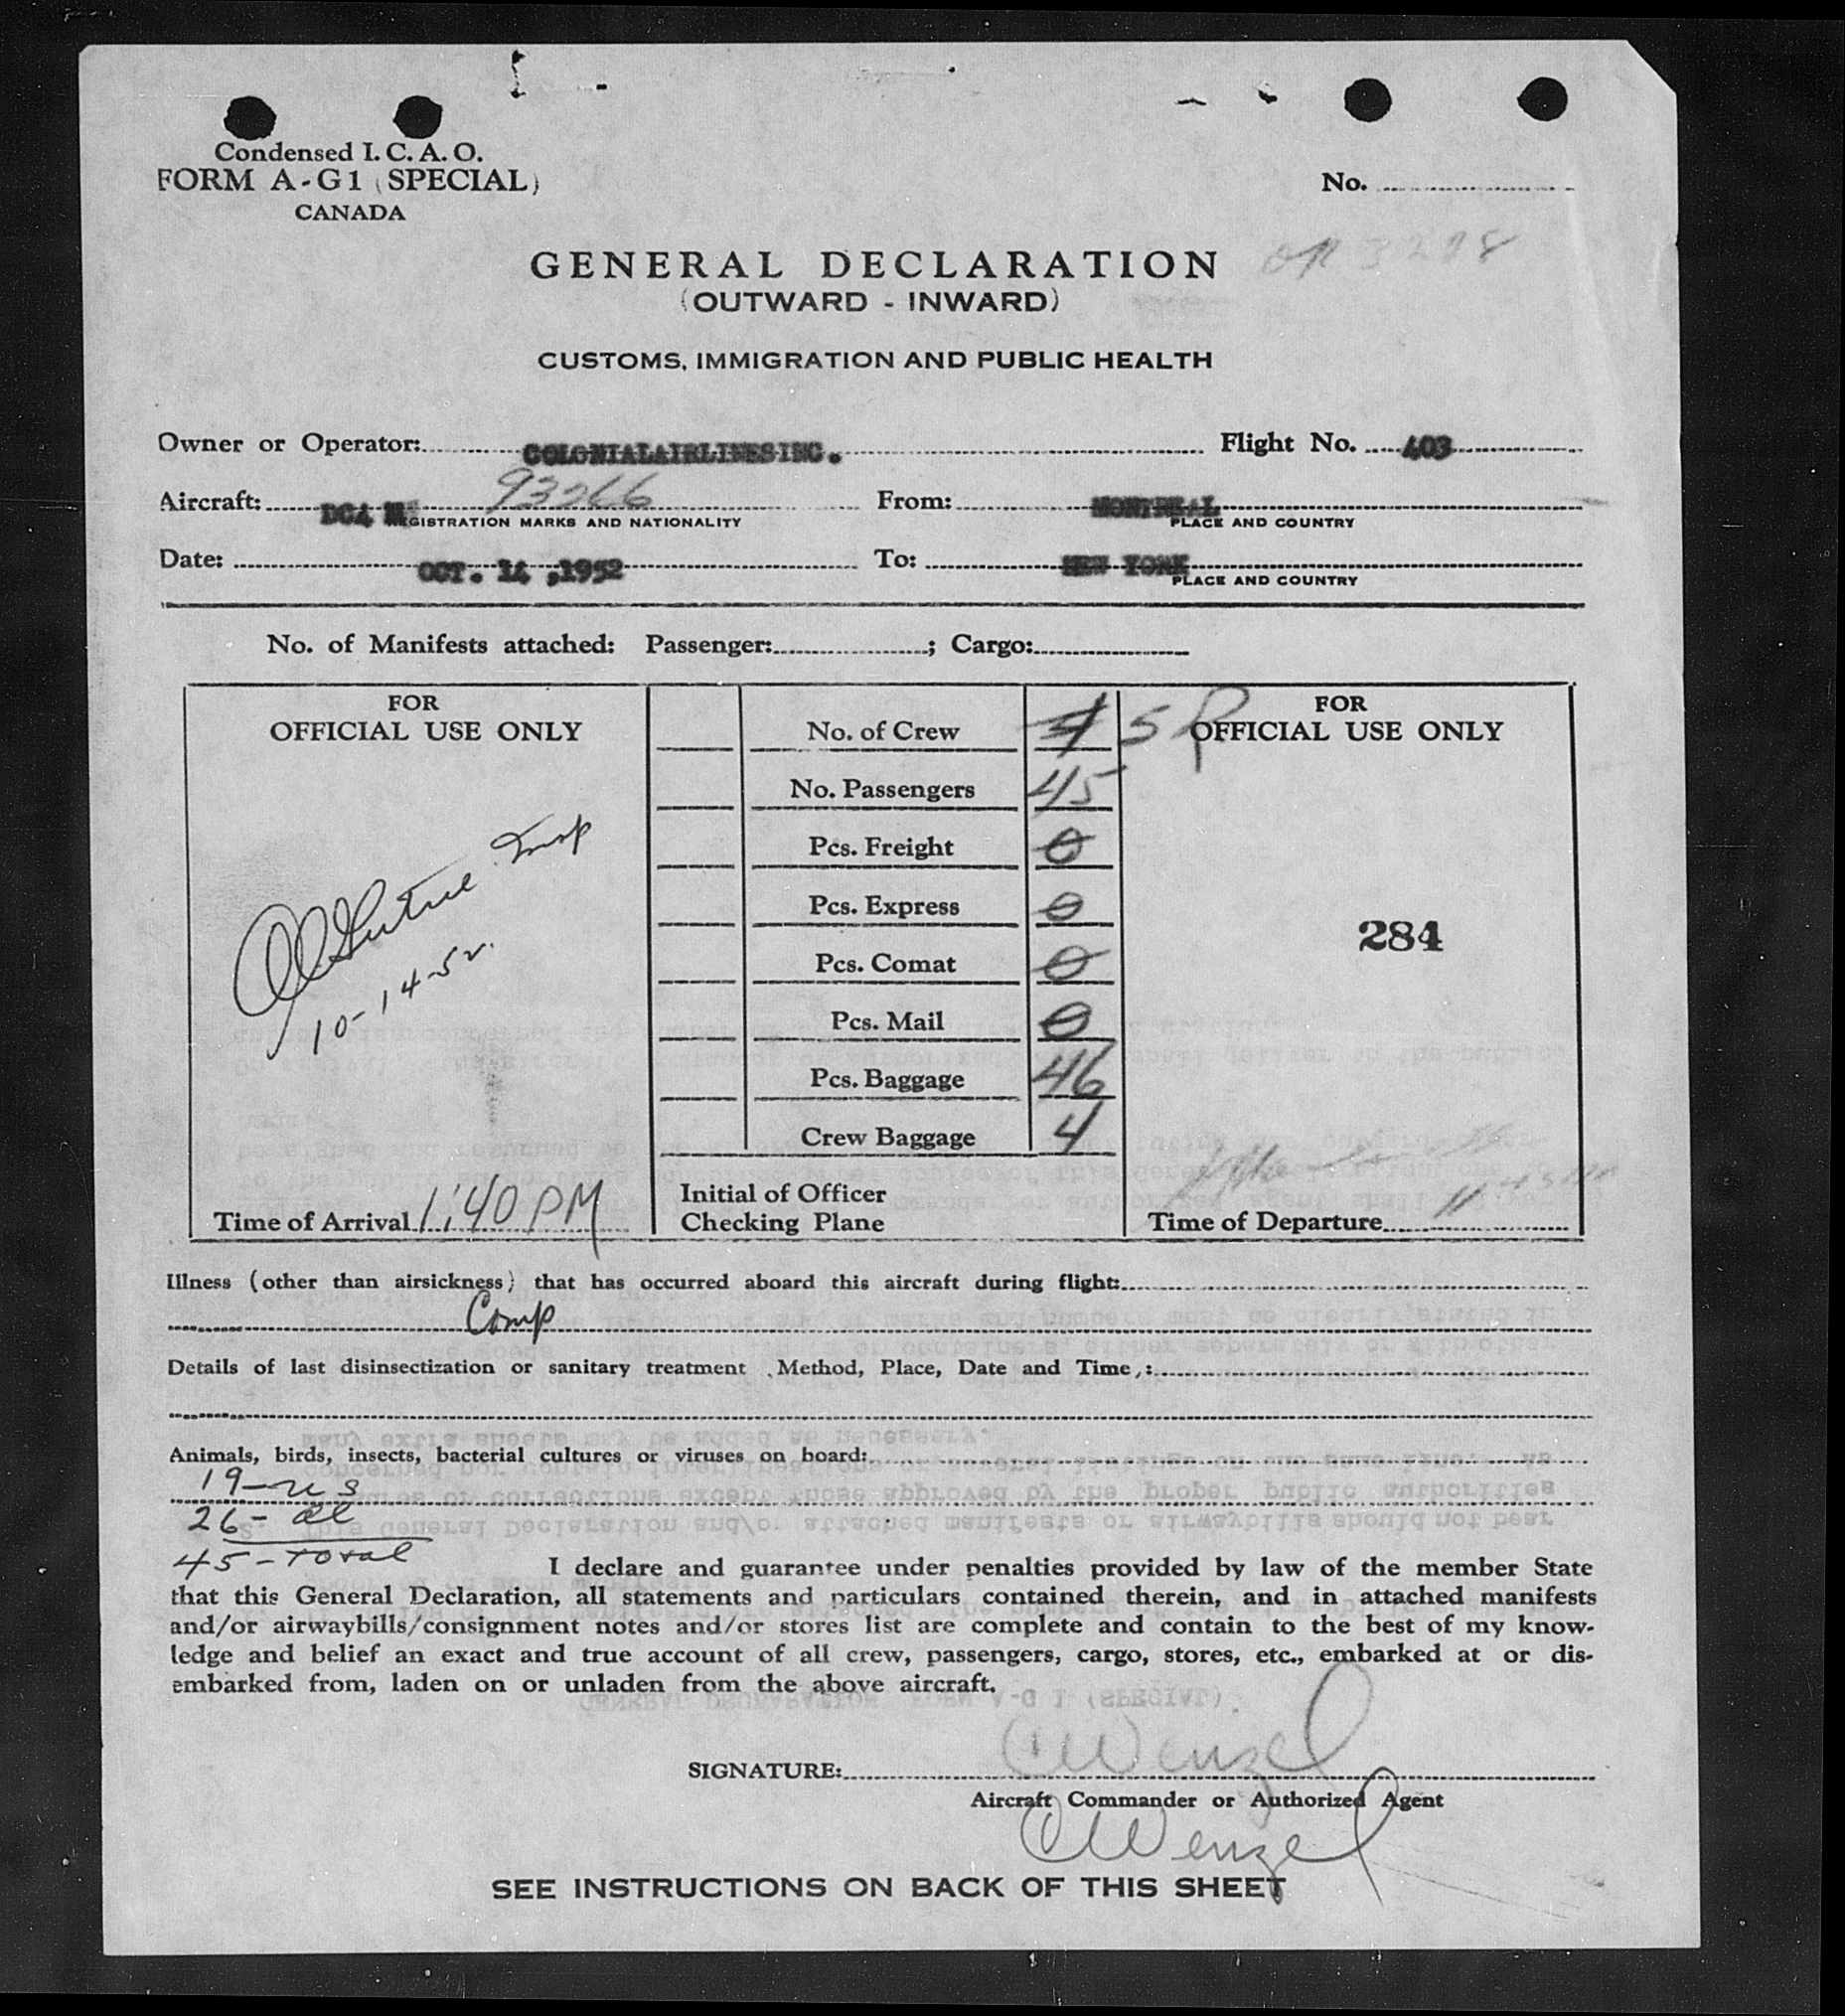 Condensed I. C. A. O.
FORM A-G1 (SPECIAL)
CANADA
No.
GENERAL DECLARATION
(OUTWARD - INWARD)
CUSTOMS, IMMIGRATION AND PUBLIC HEALTH
Owner or Operator: COLONIALAIRLINESINC. Flight No. 403
Aircraft: DC4 N 93266 From: MONTREAL
REGISTRATION MARKS AND NATIONALITY PLACE AND COUNTRY
Date: OCT. 14 ,1952 To: NEW YORK
PLACE AND COUNTRY
No. of Manifests attached: Passenger: ; Cargo:
FOR
OFFICIAL USE ONLY
10-14-52
Time of Arrival 1:40 PM
No. of Crew 4 5
No. Passengers 45
Pcs. Freight 0
Pcs. Express 0
Pcs. Comat 0
Pcs. Mail 0
Pcs. Baggage 46
Crew Baggage 4
Initial of Officer
Checking Plane
FOR
OFFICIAL USE ONLY
284
Time of Departure
Illness (other than airsickness) that has occurred aboard this aircraft during flight:
Comp
Details of last disinsectization or sanitary treatment (Method, Place, Date and Time):
Animals, birds, insects, bacterial cultures or viruses on board:
19-US
26-al
45-Total
I declare and guarantee under penalties provided by law of the member State
that this General Declaration, all statements and particulars contained therein, and in attached manifests
and/or airwaybills/consignment notes and/or stores list are complete and contain to the best of my know-
ledge and belief an exact and true account of all crew, passengers, cargo, stores, etc., embarked at or dis-
embarked from, laden on or unladen from the above aircraft.
SIGNATURE: CWenzel
Aircraft Commander or Authorized Agent
CWenzel
SEE INSTRUCTIONS ON BACK OF THIS SHEET